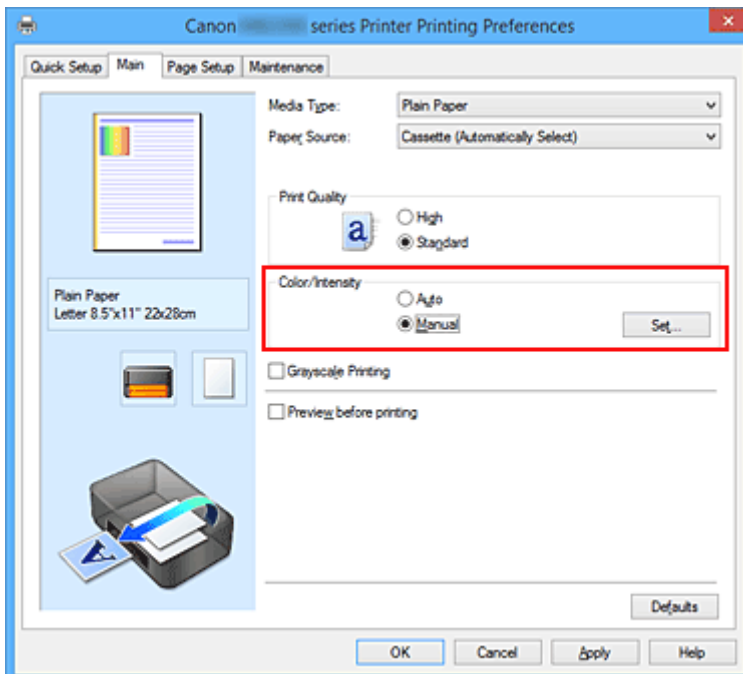 Canon series Printer Printing Preferences
Quick Setup Main Page Setup Maintenance
Media Type: Plain Paper
Paper Source: Cassette (Automatically Select)
Print Quality
a
High
Standard
Color/Intensity
Auto
Manual Set...
Plain Paper
Letter 8.5"x11" 22x28cm
Grayscale Printing
Preview before printing
A
Defaults
OK Cancel Apply Help